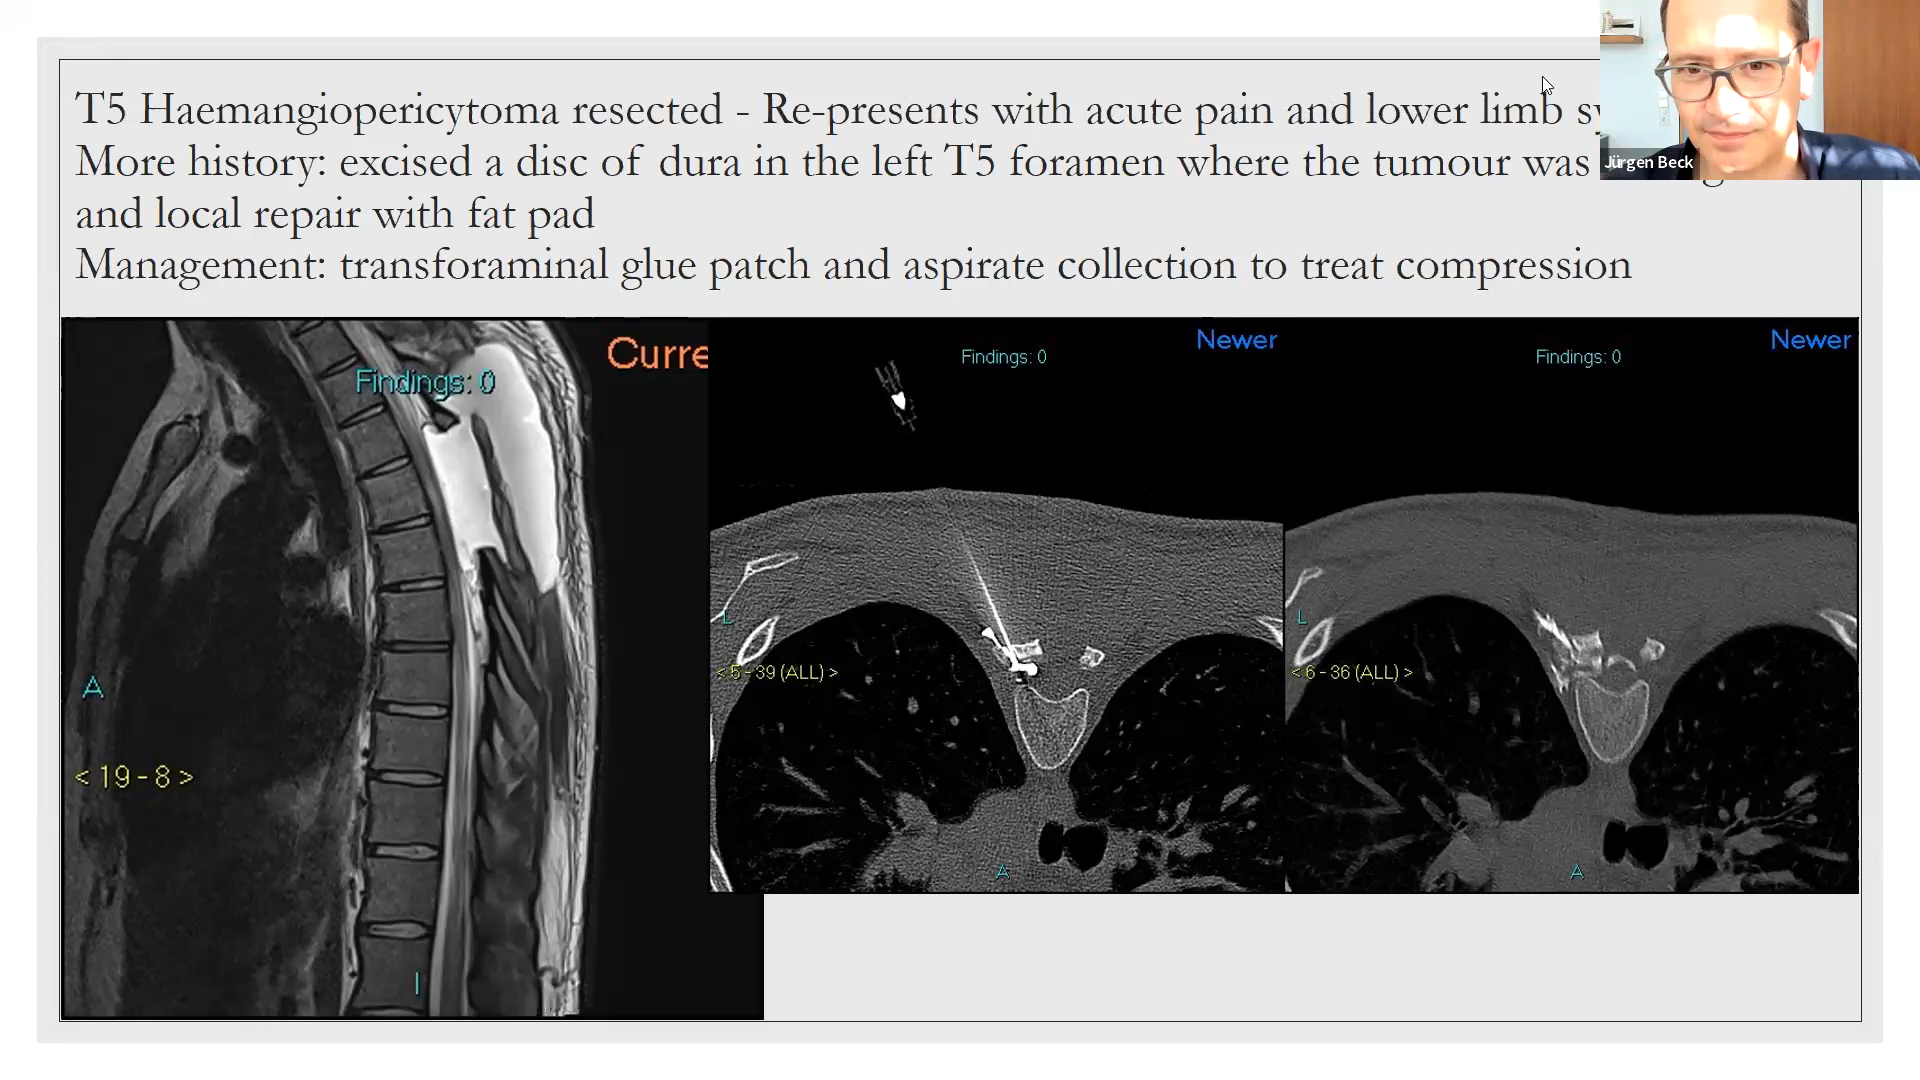 T5 Haemangiopericytoma resected - Re-presents with acute pain and lower limb
More history: excised a disc of dura in the left T5 foramen where the tumour was
and local repair with fat pad
Management: transforaminal glue patch and aspirate collection to treat compression
Jürgen Beck
Findings: 0
Curre
A
< 19 - 8 >
I
Findings: 0
Newer
L
< 5 - 39 (ALL) >
A
Findings: 0
Newer
L
< 6 - 36 (ALL) >
A